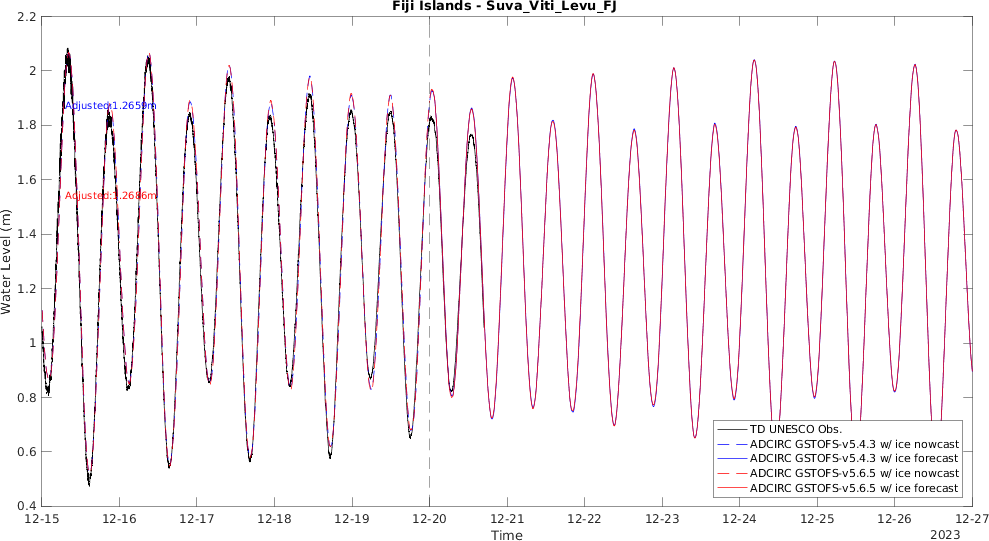 Fiji Islands - Suva_Viti_Levu_FJ
2.2
2
1.8
1.6
1.4
1.2
1
0.8
0.6
0.4
Water Level (m)
Adjusted:1.2659m
Adjusted:1.2686m
TD UNESCO Obs.
ADCIRC GSTOFS-v5.4.3 w/ ice nowcast
ADCIRC GSTOFS-v5.4.3 w/ ice forecast
ADCIRC GSTOFS-v5.6.5 w/ ice nowcast
ADCIRC GSTOFS-v5.6.5 w/ ice forecast
12-15 12-16 12-17 12-18 12-19 12-20 12-21 12-22 12-23 12-24 12-25 12-26 12-27
Time
2023